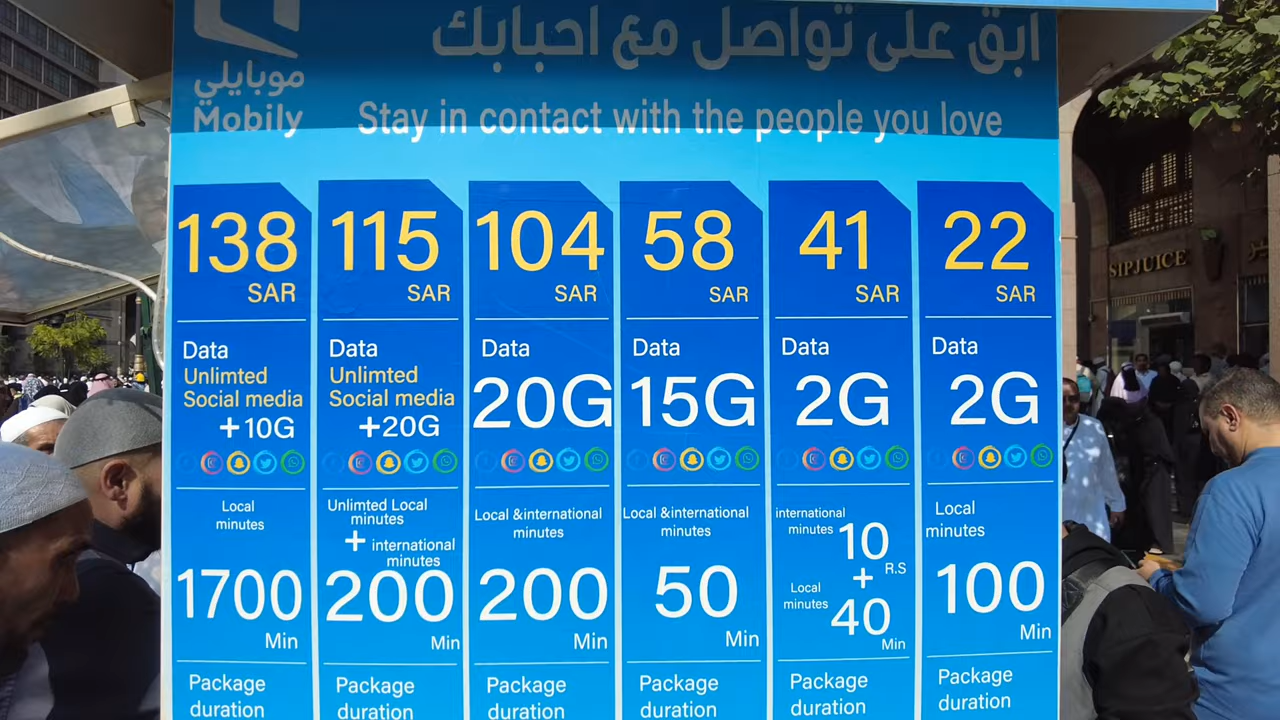 ابق على تواصل مع احبابك
موبايلي
Mobily
Stay in contact with the people you love
138
SAR
Data
Unlimted
Social media
+10G
Local
minutes
1700
Min
Package
duration
115
SAR
Data
Unlimted
Social media
+20G
Unlimted Local
minutes
+ international
minutes
200
Min
Package
duration
104
SAR
Data
20G
Local &international
minutes
200
Min
Package
duration
58
SAR
Data
15G
Local &international
minutes
50
Min
Package
duration
41
SAR
Data
2G
international
minutes 10
R.S
+
Local
minutes 40
Min
Package
duration
22
SAR
Data
2G
Local
minutes
100
Min
Package
duration
SIPJUICE